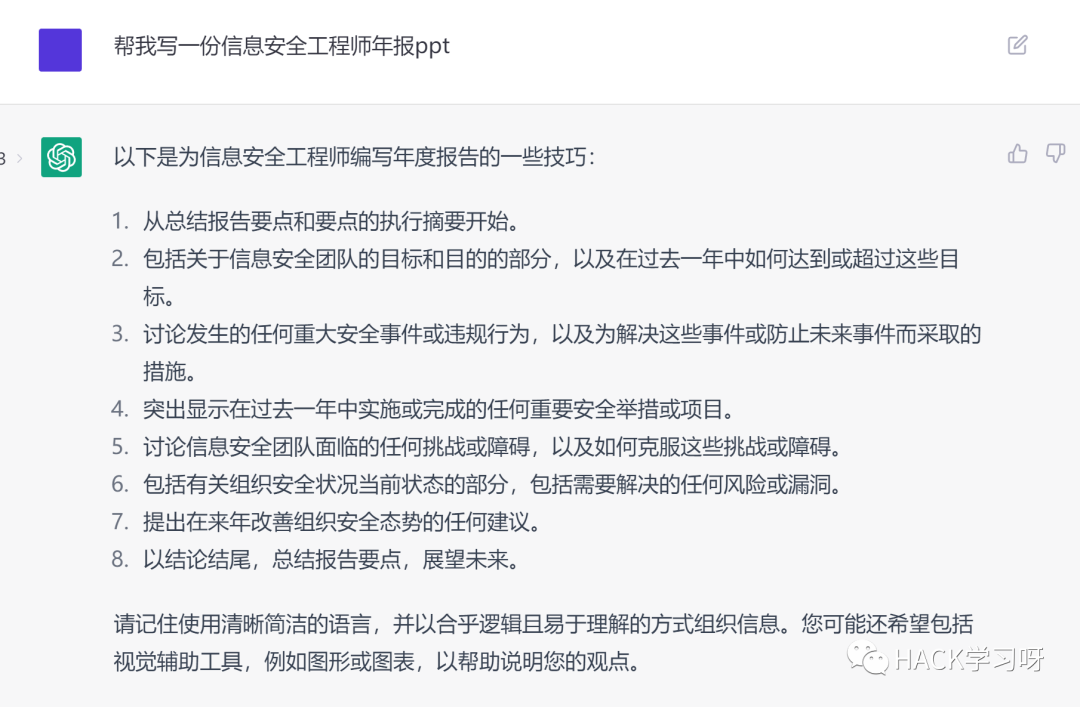 帮我写一份信息安全工程师年报ppt
3
以下是为信息安全工程师编写年度报告的一些技巧：
1. 从总结报告要点和要点的执行摘要开始。
2. 包括关于信息安全团队的目标和目的的部分，以及在过去一年中如何达到或超过这些目
标。
3. 讨论发生的任何重大安全事件或违规行为，以及为解决这些事件或防止未来事件而采取的
措施。
4. 突出显示在过去一年中实施或完成的任何重要安全举措或项目。
5. 讨论信息安全团队面临的任何挑战或障碍，以及如何克服这些挑战或障碍。
6. 包括有关组织安全状况当前状态的部分，包括需要解决的任何风险或漏洞。
7. 提出在来年改善组织安全态势的任何建议。
8. 以结论结尾，总结报告要点，展望未来。
请记住使用清晰简洁的语言，并以合乎逻辑且易于理解的方式组织信息。您可能还希望包括
视觉辅助工具，例如图形或图表，以帮助说明您的观点。
HACK学习呀